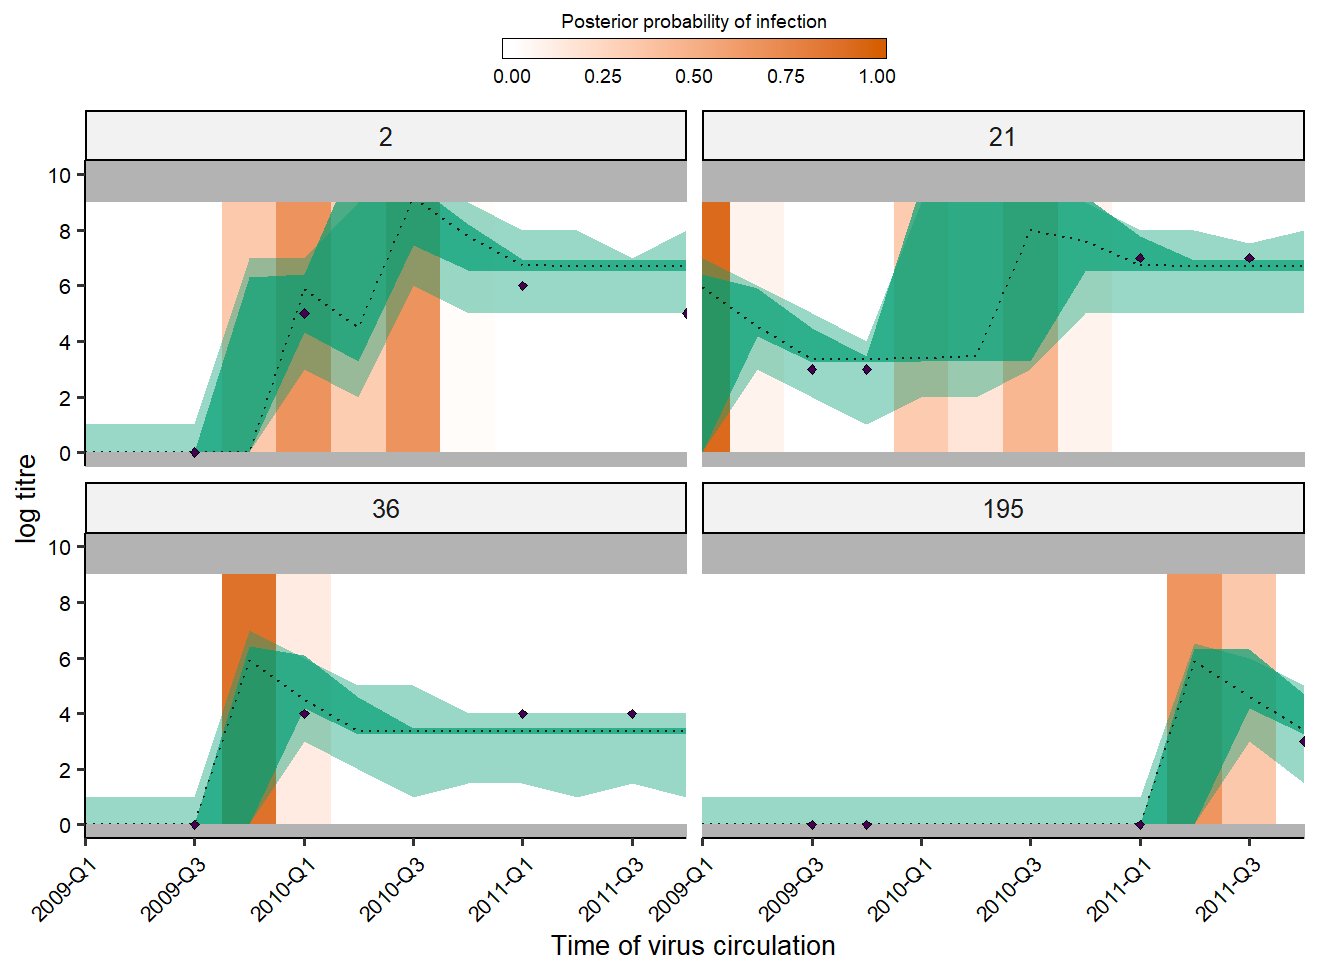 Posterior probability of infection
0.00 0.25 0.50 0.75 1.00
2 21
10
8
6
4
2
0
log titre
36 195
10
8
6
4
2
0
2009-Q1 2009-Q3 2010-Q1 2010-Q3 2011-Q1 2011-Q3 2009-Q1 2009-Q3 2010-Q1 2010-Q3 2011-Q1 2011-Q3
Time of virus circulation